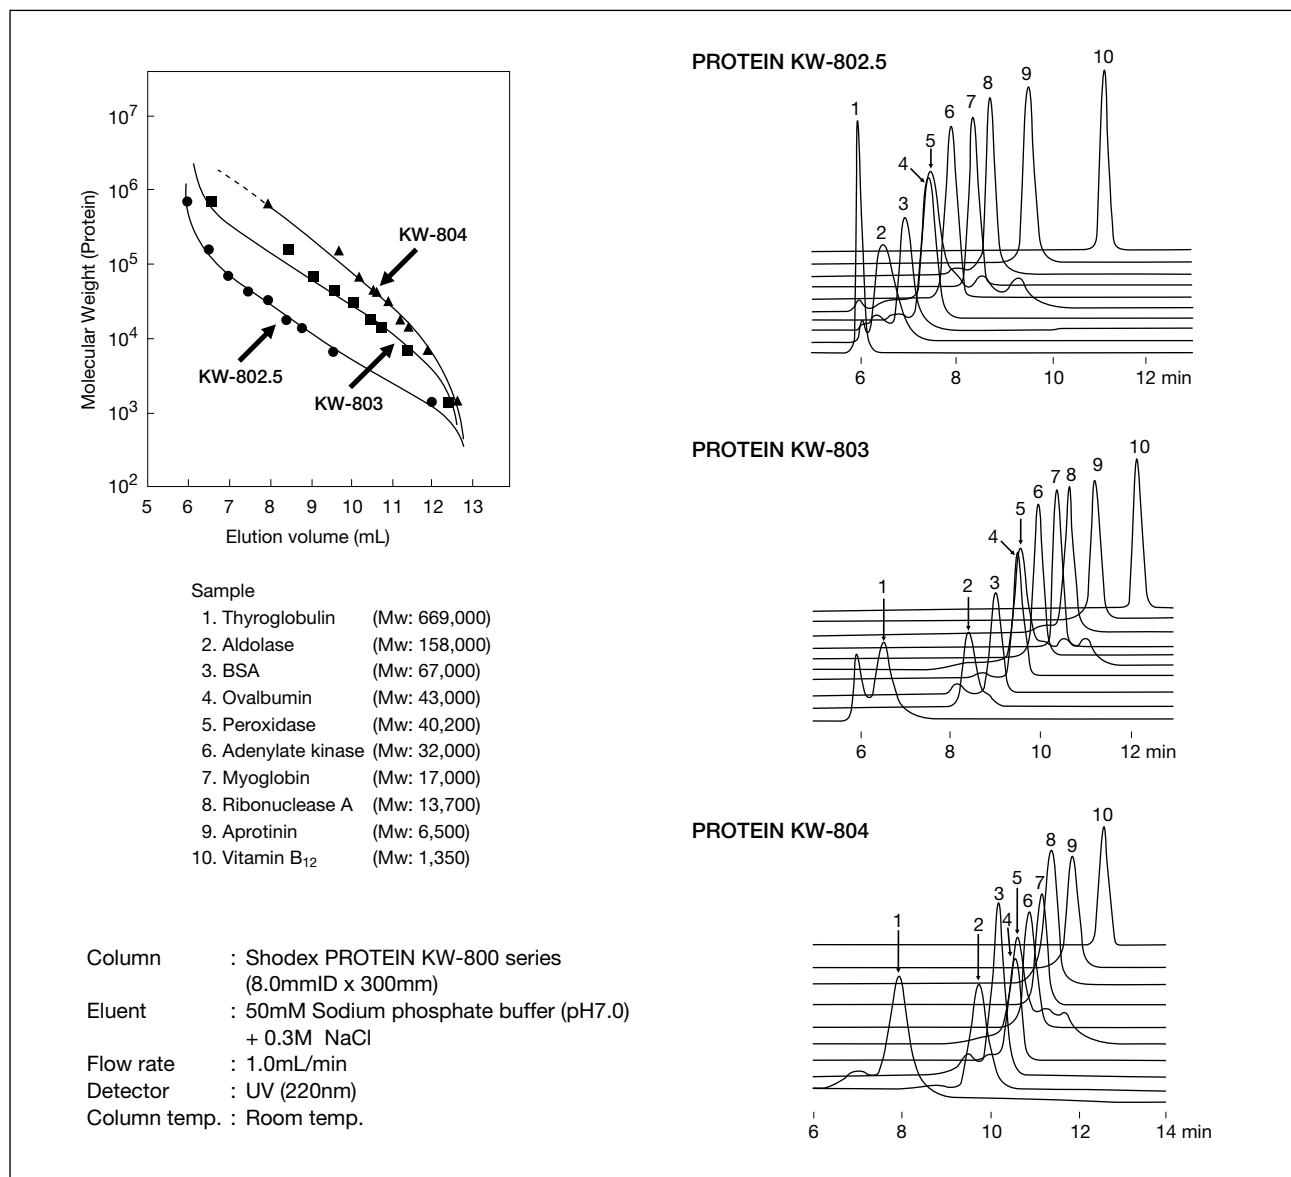 10⁷
10⁶
10⁵
10⁴
10³
10²
Molecular Weight (Protein)
KW-804
KW-802.5
KW-803
5 6 7 8 9 10 11 12 13
Elution volume (mL)
Sample
1. Thyroglobulin (Mw: 669,000)
2. Aldolase (Mw: 158,000)
3. BSA (Mw: 67,000)
4. Ovalbumin (Mw: 43,000)
5. Peroxidase (Mw: 40,200)
6. Adenylate kinase (Mw: 32,000)
7. Myoglobin (Mw: 17,000)
8. Ribonuclease A (Mw: 13,700)
9. Aprotinin (Mw: 6,500)
10. Vitamin B₁₂ (Mw: 1,350)
Column : Shodex PROTEIN KW-800 series
(8.0mmID x 300mm)
Eluent : 50mM Sodium phosphate buffer (pH7.0)
+ 0.3M NaCl
Flow rate : 1.0mL/min
Detector : UV (220nm)
Column temp. : Room temp.
PROTEIN KW-802.5
1 2 3 4 5 6 7 8 9 10
6 8 10 12 min
PROTEIN KW-803
1 2 3 4 5 6 7 8 9 10
6 8 10 12 min
PROTEIN KW-804
1 2 3 4 5 6 7 8 9 10
6 8 10 12 14 min